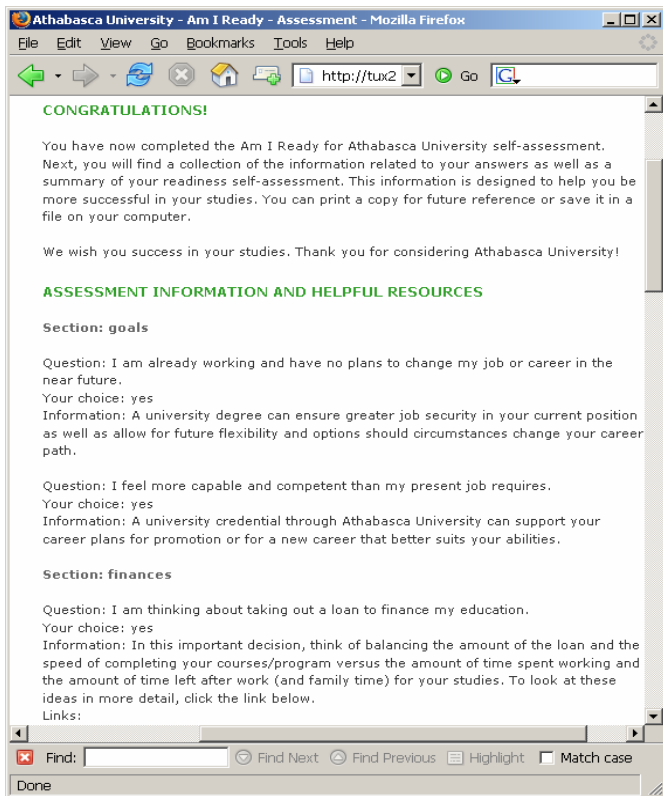 Athabasca University - Am I Ready - Assessment - Mozilla Firefox
File Edit View Go Bookmarks Tools Help
http://tux2 Go G
CONGRATULATIONS!
You have now completed the Am I Ready for Athabasca University self-assessment.
Next, you will find a collection of the information related to your answers as well as a
summary of your readiness self-assessment. This information is designed to help you be
more successful in your studies. You can print a copy for future reference or save it in a
file on your computer.
We wish you success in your studies. Thank you for considering Athabasca University!
ASSESSMENT INFORMATION AND HELPFUL RESOURCES
Section: goals
Question: I am already working and have no plans to change my job or career in the
near future.
Your choice: yes
Information: A university degree can ensure greater job security in your current position
as well as allow for future flexibility and options should circumstances change your career
path.
Question: I feel more capable and competent than my present job requires.
Your choice: yes
Information: A university credential through Athabasca University can support your
career plans for promotion or for a new career that better suits your abilities.
Section: finances
Question: I am thinking about taking out a loan to finance my education.
Your choice: yes
Information: In this important decision, think of balancing the amount of the loan and the
speed of completing your courses/program versus the amount of time spent working and
the amount of time left after work (and family time) for your studies. To look at these
ideas in more detail, click the link below.
Links:
Find: Find Next Find Previous Highlight Match case
Done